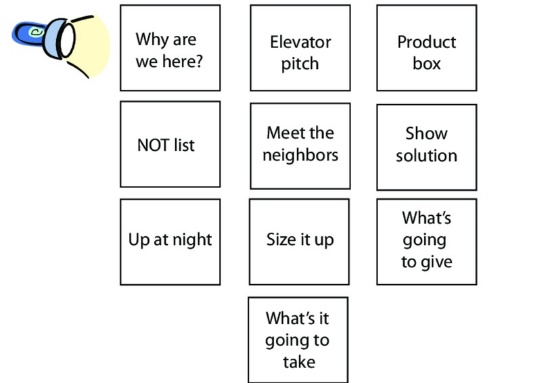 Why are
we here?
Elevator
pitch
Product
box
NOT list
Meet the
neighbors
Show
solution
Up at night
Size it up
What's
going
to give
What's it
going to
take